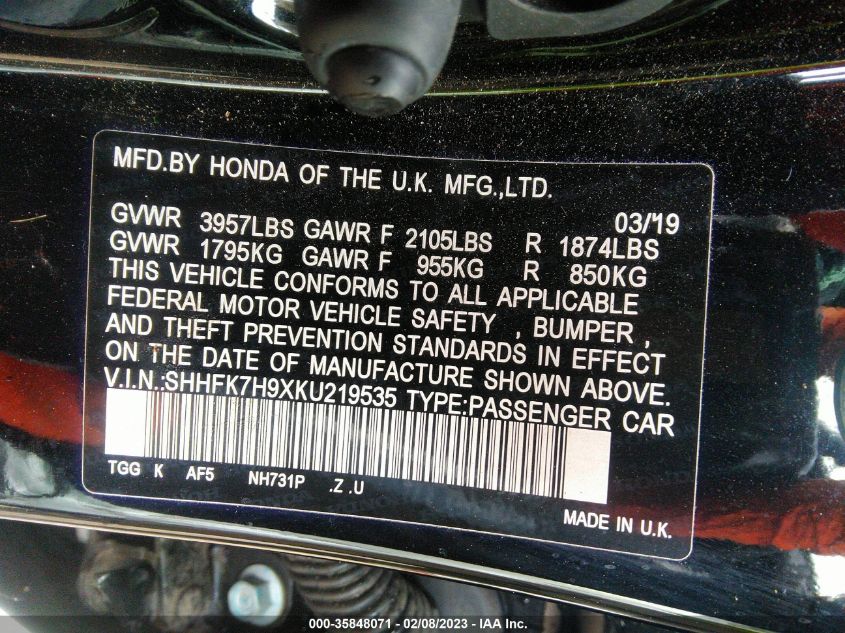 MFD.BY HONDA OF THE U.K. MFG.,LTD.
03/'19
GVWR 3957LBS GAWR F 2105LBS R 1874LBS
GVWR 1795KG GAWR F 955KG R 850KG
THIS VEHICLE CONFORMS TO ALL APPLICABLE
FEDERAL MOTOR VEHICLE SAFETY , BUMPER ,
AND THEFT PREVENTION STANDARDS IN EFFECT
ON THE DATE OF MANUFACTURE SHOWN ABOVE.
V.I.N.:SHHFK7H9XKU219535 TYPE:PASSENGER CAR
TGG K AF5 NH731P .Z .U
MADE IN U.K.
000-35848071 - 02/08/2023 - IAA Inc.